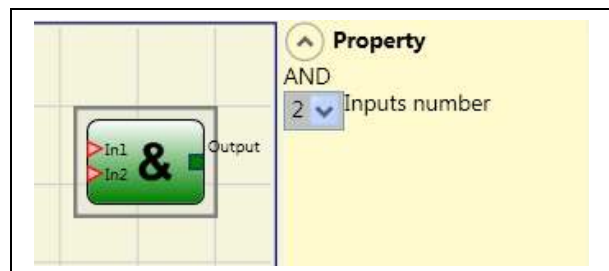 Property
AND
2 Inputs number
In1
In2
&
Output